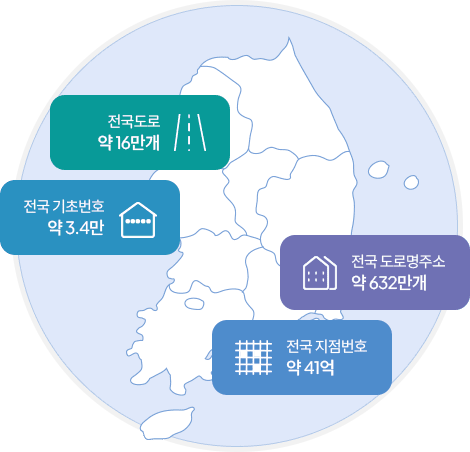 전국도로
약 16만개
전국 기초번호
약 3.4만
전국 도로명주소
약 632만개
전국 지점번호
약 41억